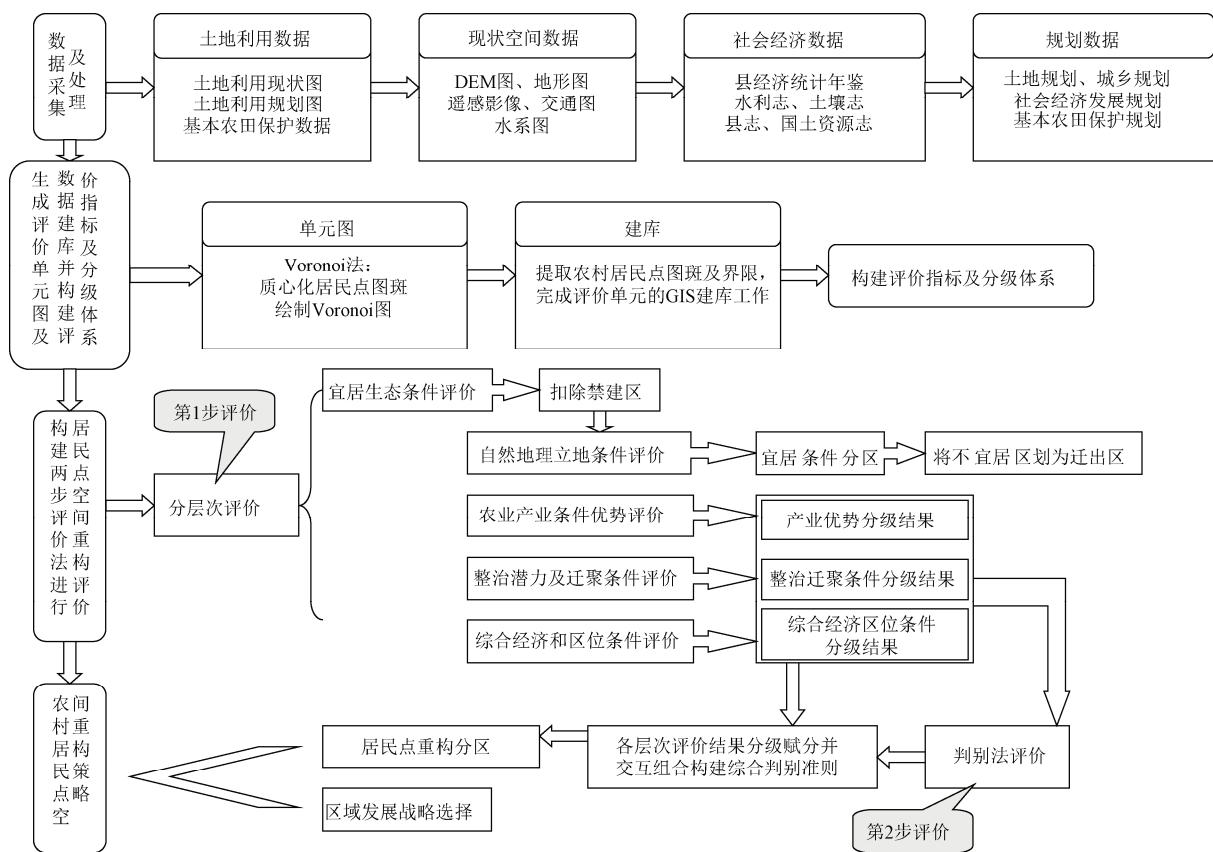 数据采集
及处理
土地利用数据
土地利用现状图
土地利用规划图
基本农田保护数据
现状空间数据
DEM图、地形图
遥感影像、交通图
水系图
社会经济数据
县经济统计年鉴
水利志、土壤志
县志、国土资源志
规划数据
土地规划、城乡规划
社会经济发展规划
基本农田保护规划
生成评价单元图及
数据建库并构建评
价指标及分级体系
单元图
Voronoi法：
质心化居民点图斑
绘制Voronoi图
建库
提取农村居民点图斑及界限，
完成评价单元的GIS建库工作
构建评价指标及分级体系
构建两步评价法进行
居民点空间重构评价
第1步评价
分层次评价
宜居生态条件评价
扣除禁建区
自然地理立地条件评价
宜居条件分区
将不宜居区划为迁出区
农业产业条件优势评价
产业优势分级结果
整治潜力及迁聚条件评价
整治迁聚条件分级结果
综合经济和区位条件评价
综合经济区位条件
分级结果
农村居民点空
间重构策略
居民点重构分区
区域发展战略选择
各层次评价结果分级赋分并
交互组合构建综合判别准则
判别法评价
第2步评价